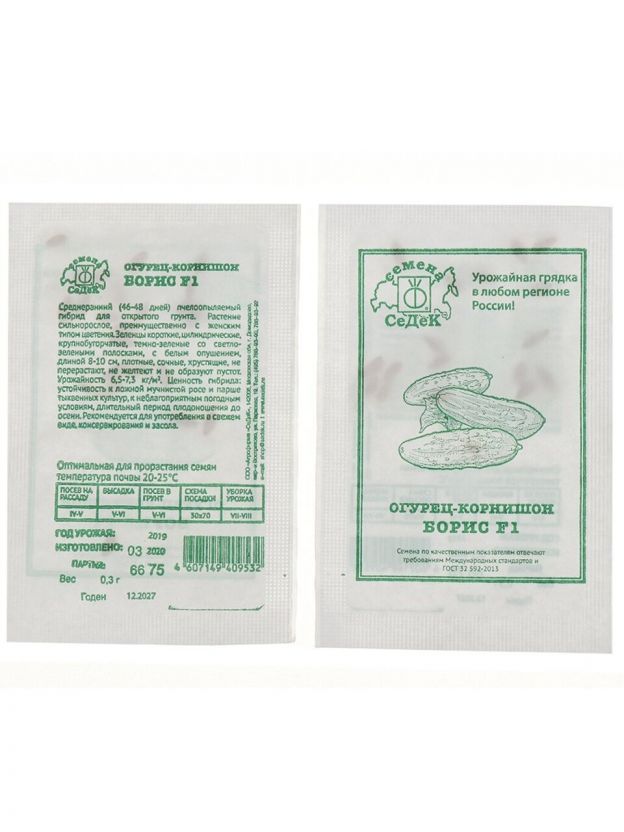 семена
СеДеК
ОГУРЕЦ-КОРНИШОН
БОРИС F1
Среднеранний (46-48 дней) пчелоопыляемый
гибрид для открытого грунта. Растение
сильнорослое, преимущественно с женским
типом цветения. Зеленцы короткие, цилиндрические,
крупнобугорчатые, темно-зеленые со светло-
зелеными полосками, с белым опушением,
длиной 8-10 см, плотные, сочные, хрустящие, не
перерастают, не желтеют и не образуют пустот.
Урожайность 6,5-7,3 кг/м². Ценность гибрида:
устойчивость к ложной мучнистой росе и парше
тыквенных культур, к неблагоприятным погодным
условиям, длительный период плодоношения до
осени. Рекомендуется для употребления в свежем
виде, консервирования и засола.
Оптимальная для прорастания семян
температура почвы 20-25°С
ПОСЕВ НА РАССАДУ ВЫСАДКА ПОСЕВ В ГРУНТ СХЕМА ПОСАДКИ УБОРКА УРОЖАЯ
IV-V V-VI V-VI 50х70 VII-VIII
ГОД УРОЖАЯ: 2019
ИЗГОТОВЛЕНО: 03 2020
ПАРТИЯ: 6675
Вес 0,3 г
Годен 12.2027
4 607149 409532
семена
СеДеК
Урожайная грядка
в любом регионе
России!
ОГУРЕЦ-КОРНИШОН
БОРИС F1
Семена по качественным показателям отвечают
требованиям Международных стандартов и
ГОСТ 32 592-2013